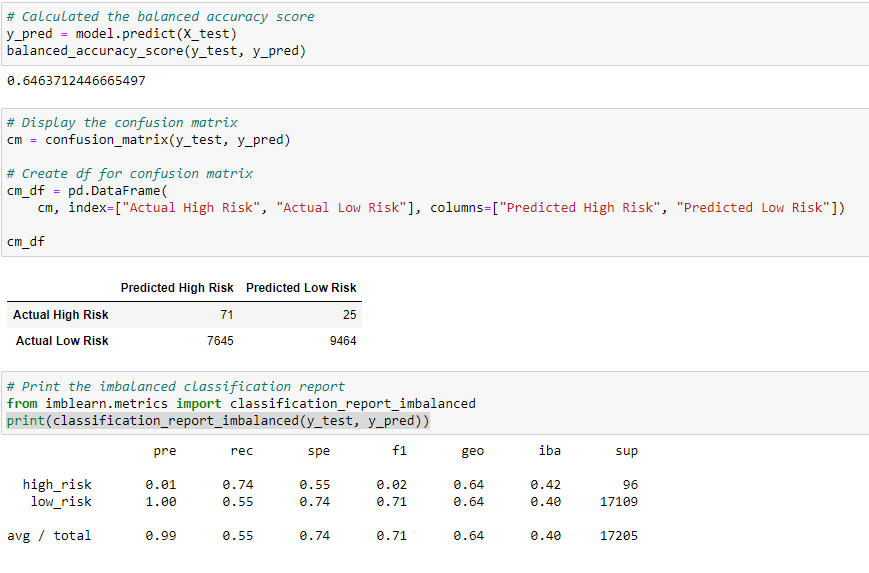 # Calculated the balanced accuracy score
y_pred = model.predict(X_test)
balanced_accuracy_score(y_test, y_pred)
0.6463712446665497
# Display the confusion matrix
cm = confusion_matrix(y_test, y_pred)
# Create df for confusion matrix
cm_df = pd.DataFrame(
    cm, index=["Actual High Risk", "Actual Low Risk"], columns=["Predicted High Risk", "Predicted Low Risk"])
cm_df
Predicted High Risk Predicted Low Risk
Actual High Risk 71 25
Actual Low Risk 7645 9464
# Print the imbalanced classification report
from imblearn.metrics import classification_report_imbalanced
print(classification_report_imbalanced(y_test, y_pred))
pre rec spe f1 geo iba sup
high_risk 0.01 0.74 0.55 0.02 0.64 0.42 96
low_risk 1.00 0.55 0.74 0.71 0.64 0.40 17109
avg / total 0.99 0.55 0.74 0.71 0.64 0.40 17205